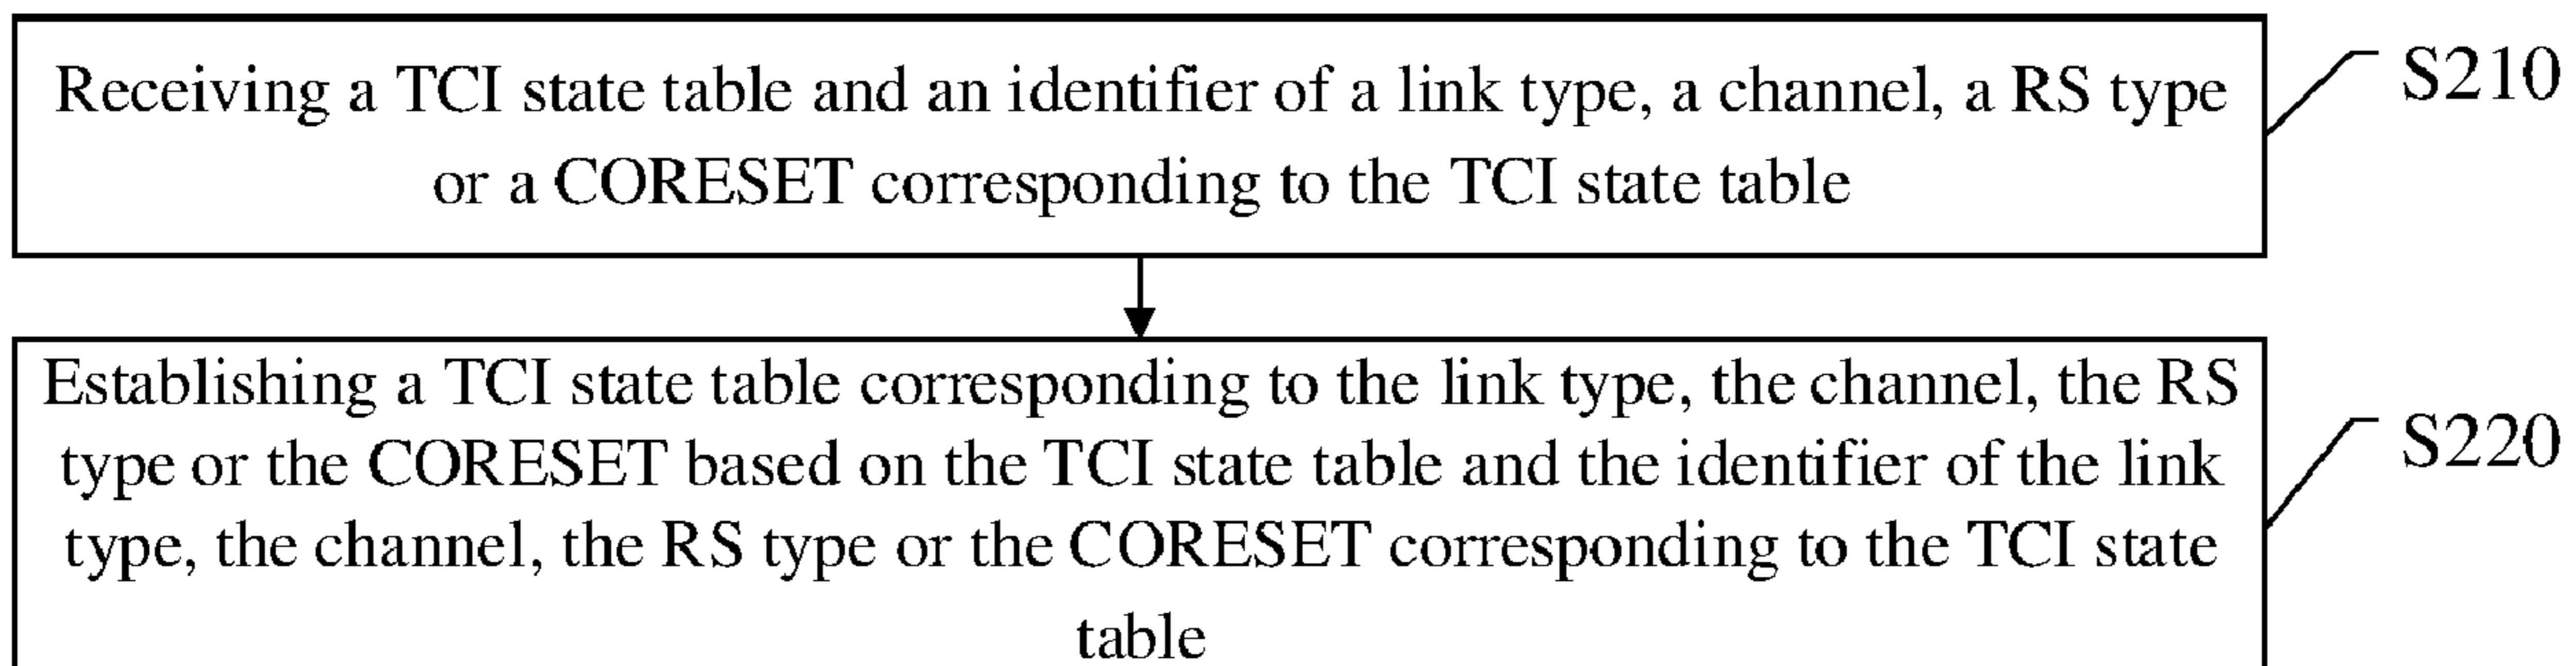 Receiving a TCI state table and an identifier of a link type, a channel, a RS type
or a CORESET corresponding to the TCI state table
S210
Establishing a TCI state table corresponding to the link type, the channel, the RS
type or the CORESET based on the TCI state table and the identifier of the link
type, the channel, the RS type or the CORESET corresponding to the TCI state
table
S220